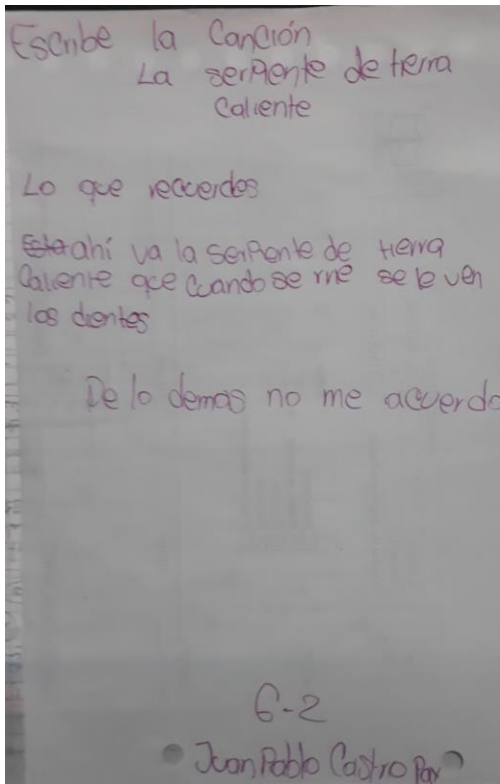 Escribe la Canción
La serpiente de tierra
Caliente
Lo que recuerdes
ahí va la serpiente de tierra
Caliente que cuando se rie se le ven
los dientes
De lo demas no me acuerdo
6-2
Juan Pablo Castro